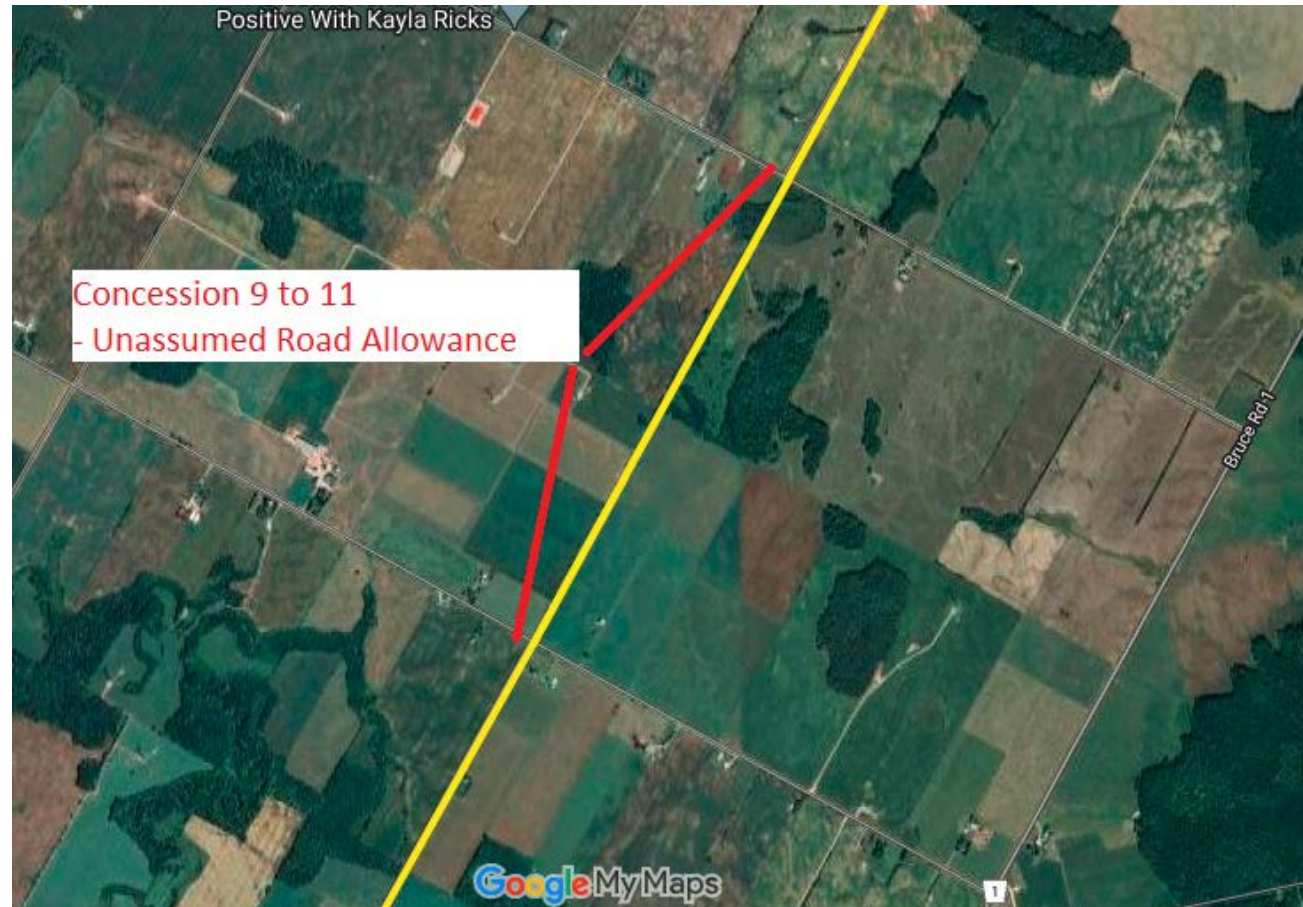 Positive With Kayla Ricks
Concession 9 to 11
- Unassumed Road Allowance
Bruce Rd 1
1
Google My Maps